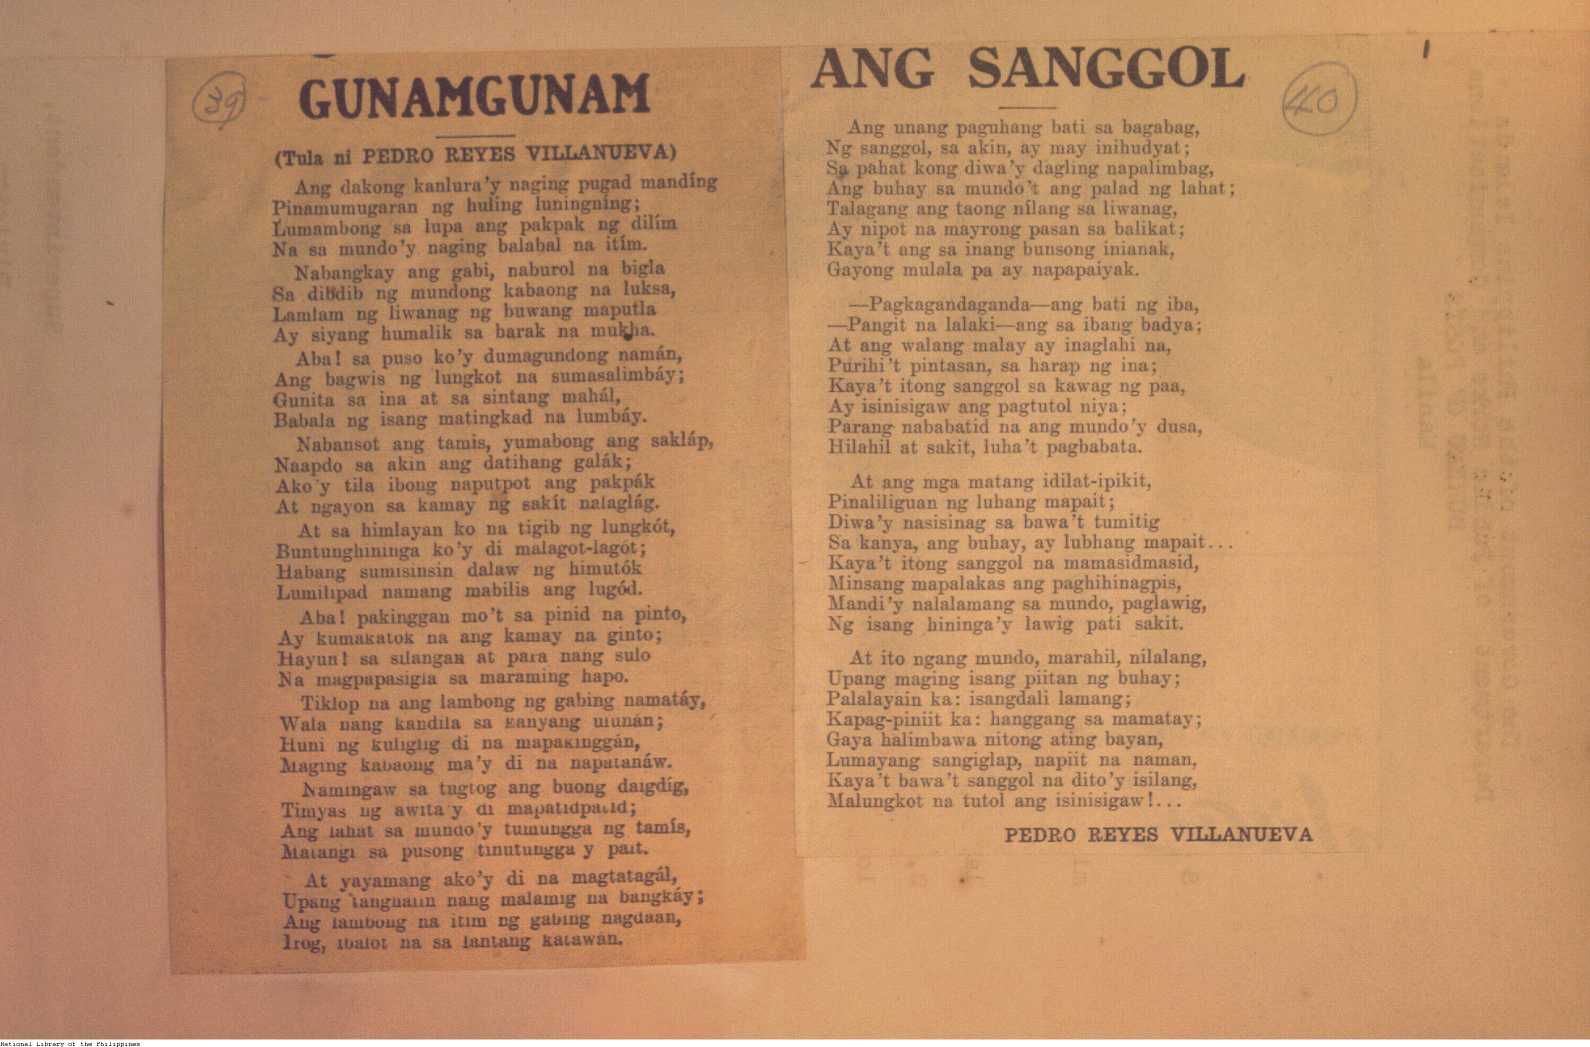 39
GUNAMGUNAM
(Tula ni PEDRO REYES VILLANUEVA)
Ang dakong kanlura'y naging pugad mandíng
Pinamumugaran ng huling luningníng;
Lumambong sa lupa ang pakpak ng dilím
Na sa mundo'y naging balabal na itím.
Nabangkay ang gabi, naburol na bigla
Sa dibdib ng mundong kabaong na luksa,
Lamlam ng liwanag ng buwang maputla
Ay siyang humalik sa barak na mukha.
Aba! sa puso ko'y dumagundong namán,
Ang bagwis ng lungkot na sumasalimbáy;
Gunita sa ina at sa sintang mahál,
Babala ng isang matingkad na lumbáy.
Nabansot ang tamis, yumabong ang sakláp,
Naapdo sa akin ang datihang galák;
Ako'y tila ibong naputpot ang pakpák
At ngayon sa kamay ng sakít nalaglág.
At sa himlayan ko na tigib ng lungkót,
Buntunghininga ko'y di malagot-lagót;
Habang sumisinsin dalaw ng himutók
Lumilipad namang mabilis ang lugód.
Aba! pakinggan mo't sa pinid na pinto,
Ay kumakatok na ang kamay na ginto;
Hayun! sa silangan at para nang sulo
Na magpapasigla sa maraming hapo.
Tiklop na ang lambong ng gabing namatáy,
Wala nang kandila sa kanyang ulunán;
Huni ng kuliglig di na mapakinggán,
Maging kabaong ma'y di na napatanáw.
Namingaw sa tugtog ang buong daigdíg,
Timyas ng awita'y di mapatidpatid;
Ang lahat sa mundo'y tumungga ng tamís,
Matangi sa pusong tinutungga'y pait.
At yayamang ako'y di na magtatagál,
Upang tanghalin nang malamig na bangkáy;
Ang lambong na itim ng gabing nagdaan,
Irog, ibalot na sa lantang katawán.
ANG SANGGOL
40
Ang unang paguhang bati sa bagabag,
Ng sanggol, sa akin, ay may inihudyat;
Sa pahat kong diwa'y dagling napalimbag,
Ang buhay sa mundo't ang palad ng lahat;
Talagang ang taong nilang sa liwanag,
Ay nipot na mayrong pasan sa balikat;
Kaya't ang sa inang bunsong inianak,
Gayong mulala pa ay napapaiyak.
—Pagkagandaganda—ang bati ng iba,
—Pangit na lalaki—ang sa ibang badya;
At ang walang malay ay inaglahi na,
Purihi't pintasan, sa harap ng ina;
Kaya't itong sanggol sa kawag ng paa,
Ay isinisigaw ang pagtutol niya;
Parang nababatid na ang mundo'y dusa,
Hilahil at sakit, luha't pagbabata.
At ang mga matang idilat-ipikit,
Pinaliliguan ng luhang mapait;
Diwa'y nasisinag sa bawa't tumitig
Sa kanya, ang buhay, ay lubhang mapait...
Kaya't itong sanggol na mamasidmasid,
Minsang mapalakas ang paghihinagpis,
Mandi'y nalalamang sa mundo, paglawig,
Ng isang hininga'y lawig pati sakit.
At ito ngang mundo, marahil, nilalang,
Upang maging isang piitan ng buhay;
Palalayain ka: isangdali lamang;
Kapag-piniit ka: hanggang sa mamatay;
Gaya halimbawa nitong ating bayan,
Lumayang sangiglap, napiit na naman,
Kaya't bawa't sanggol na dito'y isilang,
Malungkot na tutol ang isinisigaw!...
PEDRO REYES VILLANUEVA
National Library of the Philippines